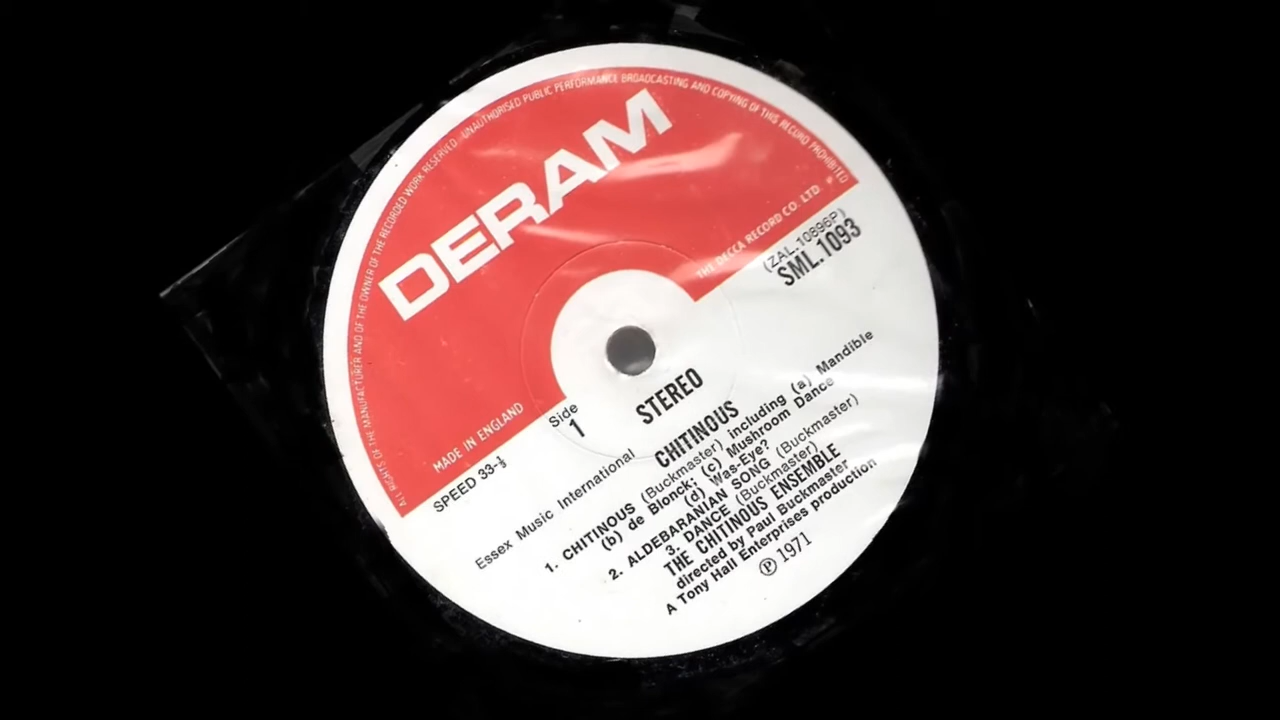 ALL RIGHTS OF THE MANUFACTURER AND OF THE OWNER OF THE RECORDED WORK RESERVED · UNAUTHORISED PUBLIC PERFORMANCE BROADCASTING AND COPYING OF THIS RECORD PROHIBITED
DERAM
THE DECCA RECORD CO. LTD.
MADE IN ENGLAND
(ZAL.10896P)
SML.1093
SPEED 33-⅓
Side
1
STEREO
Essex Music International
CHITINOUS
1. CHITINOUS (Buckmaster) including (a) Mandible
(b) de Blonck; (c) Mushroom Dance
(d) Was-Eye?
2. ALDEBARANIAN SONG (Buckmaster)
3. DANCE (Buckmaster)
THE CHITINOUS ENSEMBLE
directed by Paul Buckmaster
A Tony Hall Enterprises production
℗ 1971